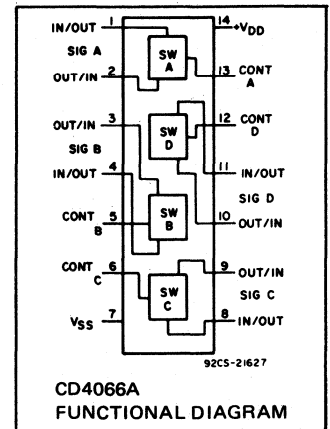 IN/OUT 1 14 +VDD
SIG A SW A
OUT/IN 2 13 CONT A
OUT/IN 3 12 CONT D
SIG B SW D
IN/OUT 4 11 IN/OUT
SIG D
CONT B 5 SW B 10 OUT/IN
CONT C 6 9 OUT/IN
SW C SIG C
VSS 7 8 IN/OUT
92CS-21627
CD4066A
FUNCTIONAL DIAGRAM